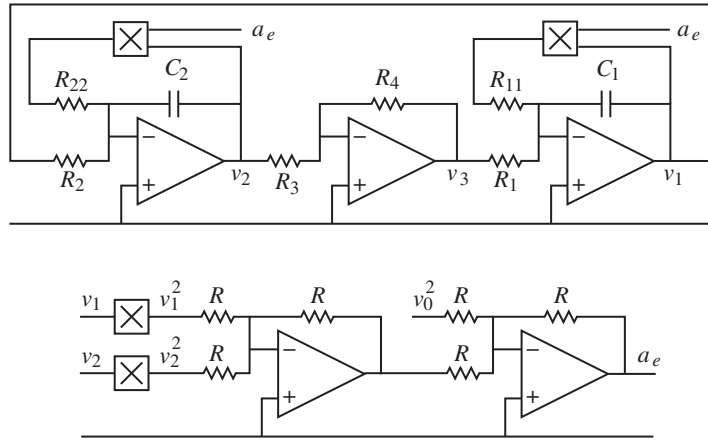 a_e a_e
R_22 C_2 R_4 R_11 C_1
− − −
R_2 v_2 R_3 v_3 R_1 v_1
+ + +
v_1 v_1^2 R R v_0^2 R R
v_2 v_2^2 R − R − a_e
+ +